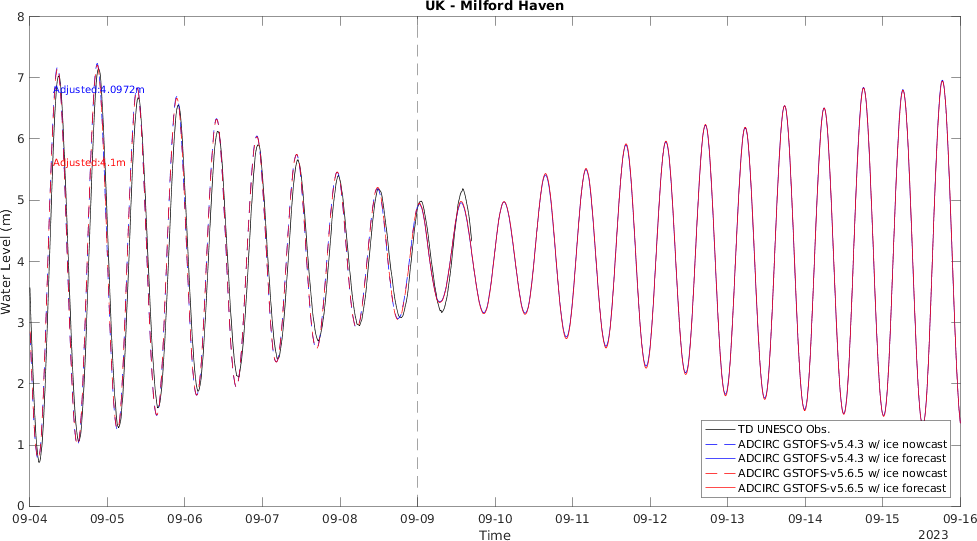 UK - Milford Haven
8
7
6
5
4
3
2
1
0
Water Level (m)
Adjusted:4.0972m
Adjusted:4.1m
TD UNESCO Obs.
ADCIRC GSTOFS-v5.4.3 w/ ice nowcast
ADCIRC GSTOFS-v5.4.3 w/ ice forecast
ADCIRC GSTOFS-v5.6.5 w/ ice nowcast
ADCIRC GSTOFS-v5.6.5 w/ ice forecast
09-04 09-05 09-06 09-07 09-08 09-09 09-10 09-11 09-12 09-13 09-14 09-15 09-16
Time
2023